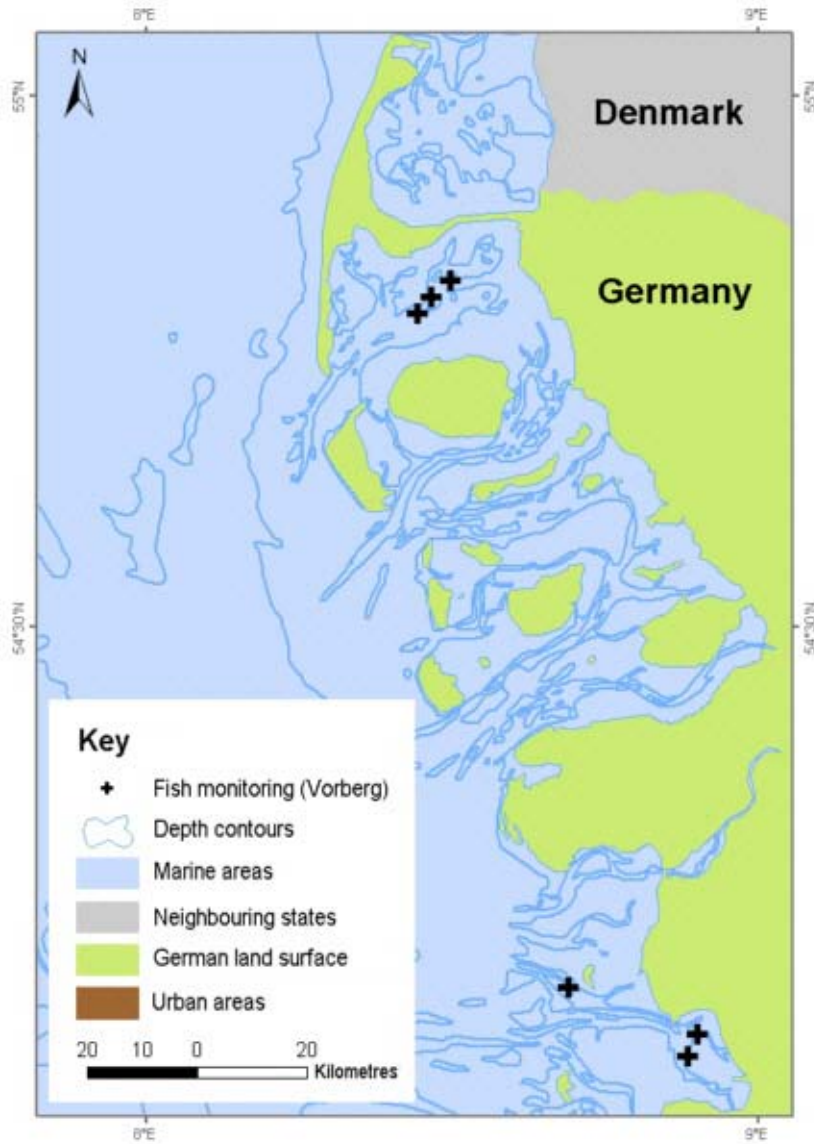 8°E 9°E
N
55°N 55°N
Denmark
Germany
54°30'N 54°30'N
Key
Fish monitoring (Vorberg)
Depth contours
Marine areas
Neighbouring states
German land surface
Urban areas
20 10 0 20
Kilometres
8°E 9°E